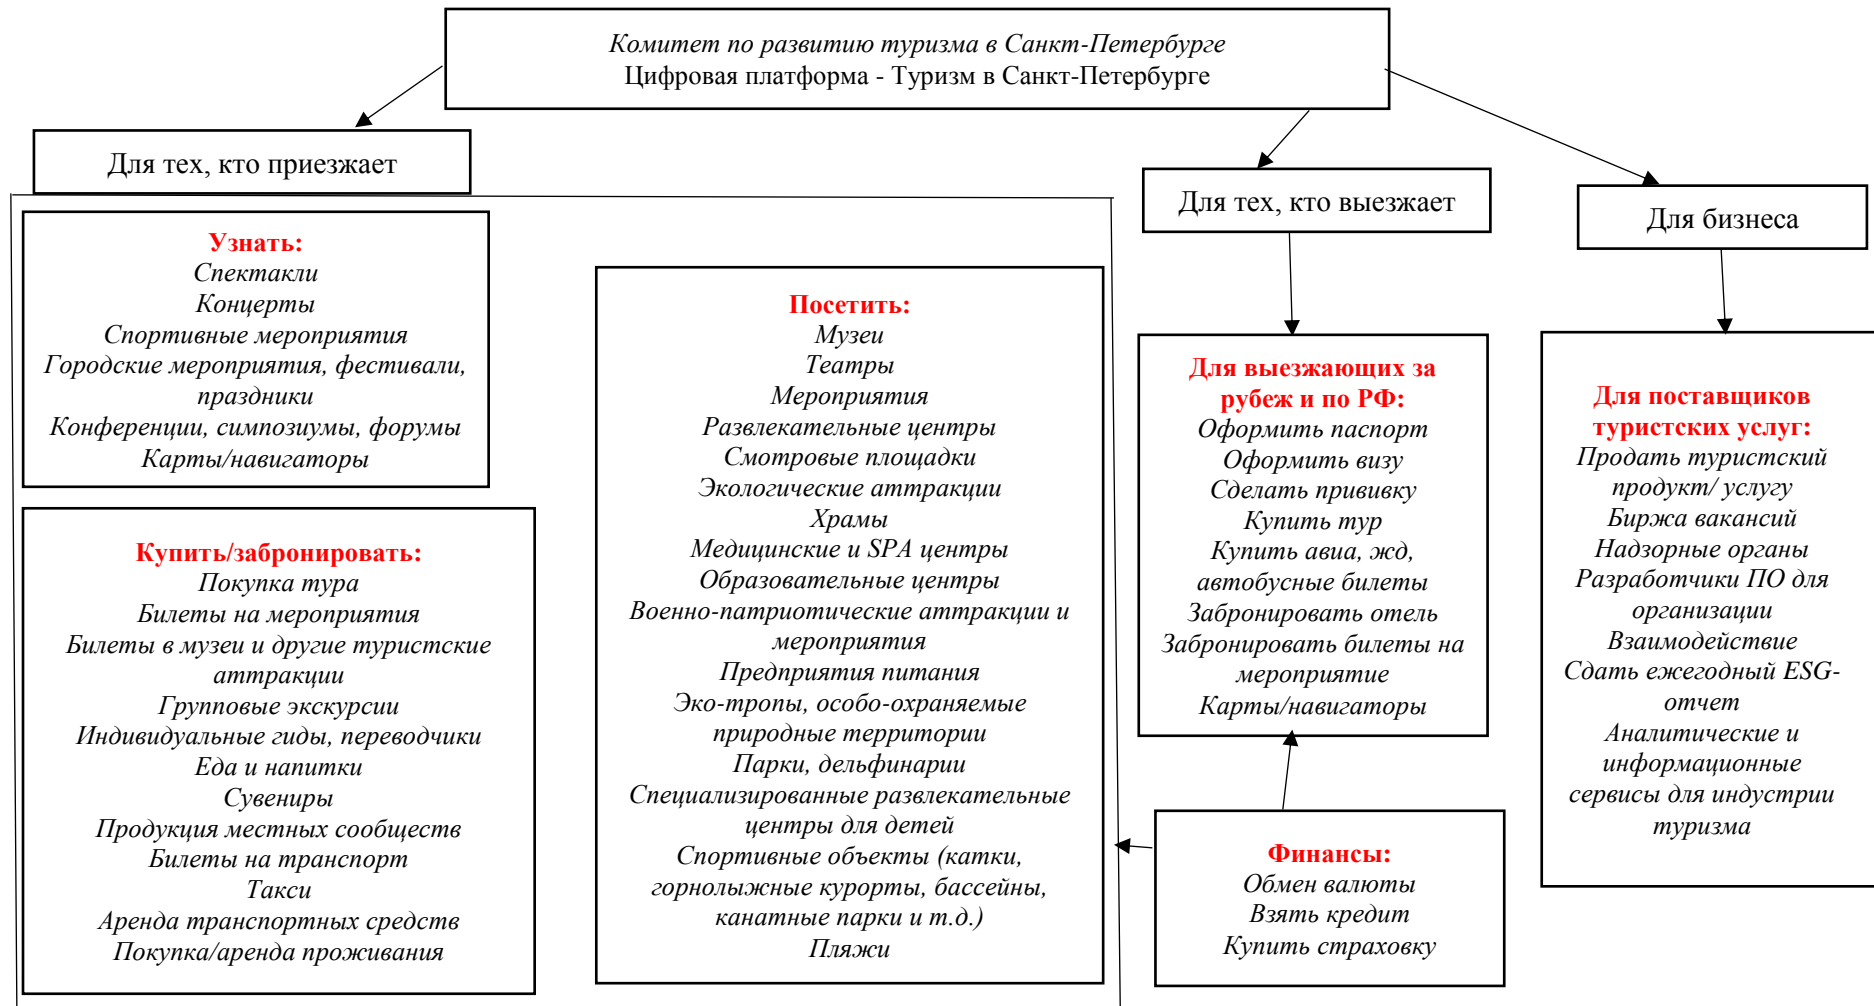 Комитет по развитию туризма в Санкт-Петербурге
Цифровая платформа - Туризм в Санкт-Петербурге
Для тех, кто приезжает
Узнать:
Спектакли
Концерты
Спортивные мероприятия
Городские мероприятия, фестивали,
праздники
Конференции, симпозиумы, форумы
Карты/навигаторы
Купить/забронировать:
Покупка тура
Билеты на мероприятия
Билеты в музеи и другие туристские
аттракции
Групповые экскурсии
Индивидуальные гиды, переводчики
Еда и напитки
Сувениры
Продукция местных сообществ
Билеты на транспорт
Такси
Аренда транспортных средств
Покупка/аренда проживания
Посетить:
Музеи
Театры
Мероприятия
Развлекательные центры
Смотровые площадки
Экологические аттракции
Храмы
Медицинские и SPA центры
Образовательные центры
Военно-патриотические аттракции и
мероприятия
Предприятия питания
Эко-тропы, особо-охраняемые
природные территории
Парки, дельфинарии
Специализированные развлекательные
центры для детей
Спортивные объекты (катки,
горнолыжные курорты, бассейны,
канатные парки и т.д.)
Пляжи
Для тех, кто выезжает
Для выезжающих за
рубеж и по РФ:
Оформить паспорт
Оформить визу
Сделать прививку
Купить тур
Купить авиа, жд,
автобусные билеты
Забронировать отель
Забронировать билеты на
мероприятие
Карты/навигаторы
Финансы:
Обмен валюты
Взять кредит
Купить страховку
Для бизнеса
Для поставщиков
туристских услуг:
Продать туристский
продукт/ услугу
Биржа вакансий
Надзорные органы
Разработчики ПО для
организации
Взаимодействие
Сдать ежегодный ESG-
отчет
Аналитические и
информационные
сервисы для индустрии
туризма